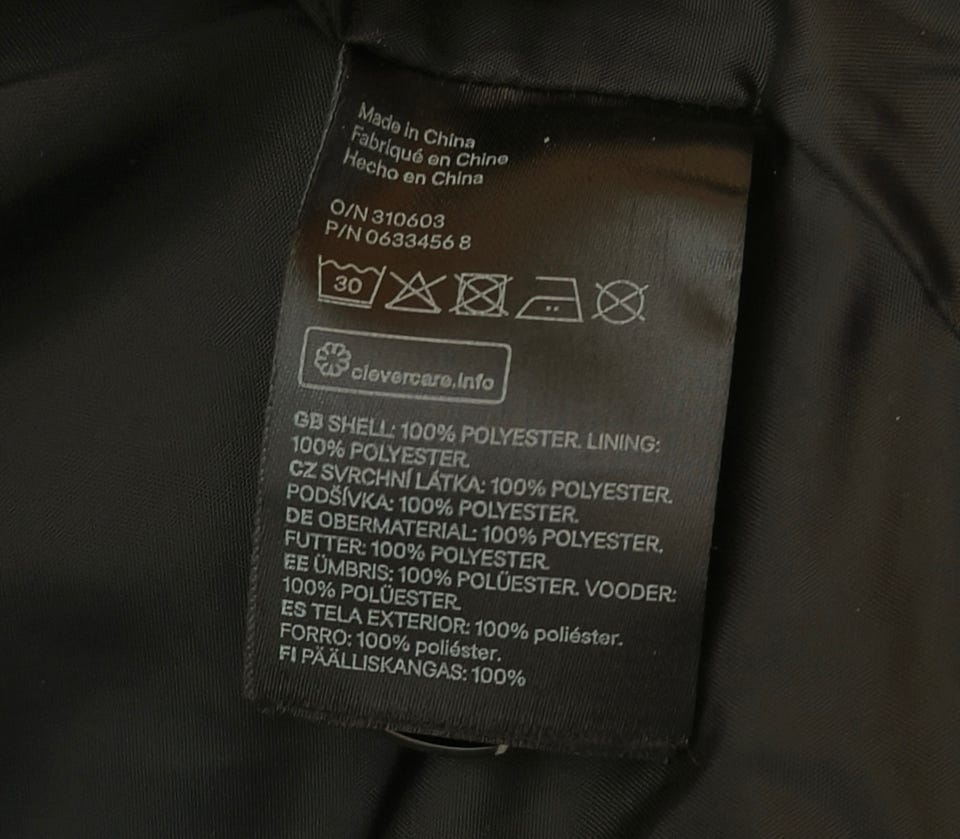 Made in China
Fabriqué en Chine
Hecho en China
O/N 310603
P/N 0633456 8
30
clevercare.info
GB SHELL: 100% POLYESTER. LINING:
100% POLYESTER.
CZ SVRCHNÍ LÁTKA: 100% POLYESTER.
PODŠÍVKA: 100% POLYESTER.
DE OBERMATERIAL: 100% POLYESTER.
FUTTER: 100% POLYESTER.
EE ÜMBRIS: 100% POLÜESTER. VOODER:
100% POLÜESTER.
ES TELA EXTERIOR: 100% poliéster.
FORRO: 100% poliéster.
FI PÄÄLLISKANGAS: 100%